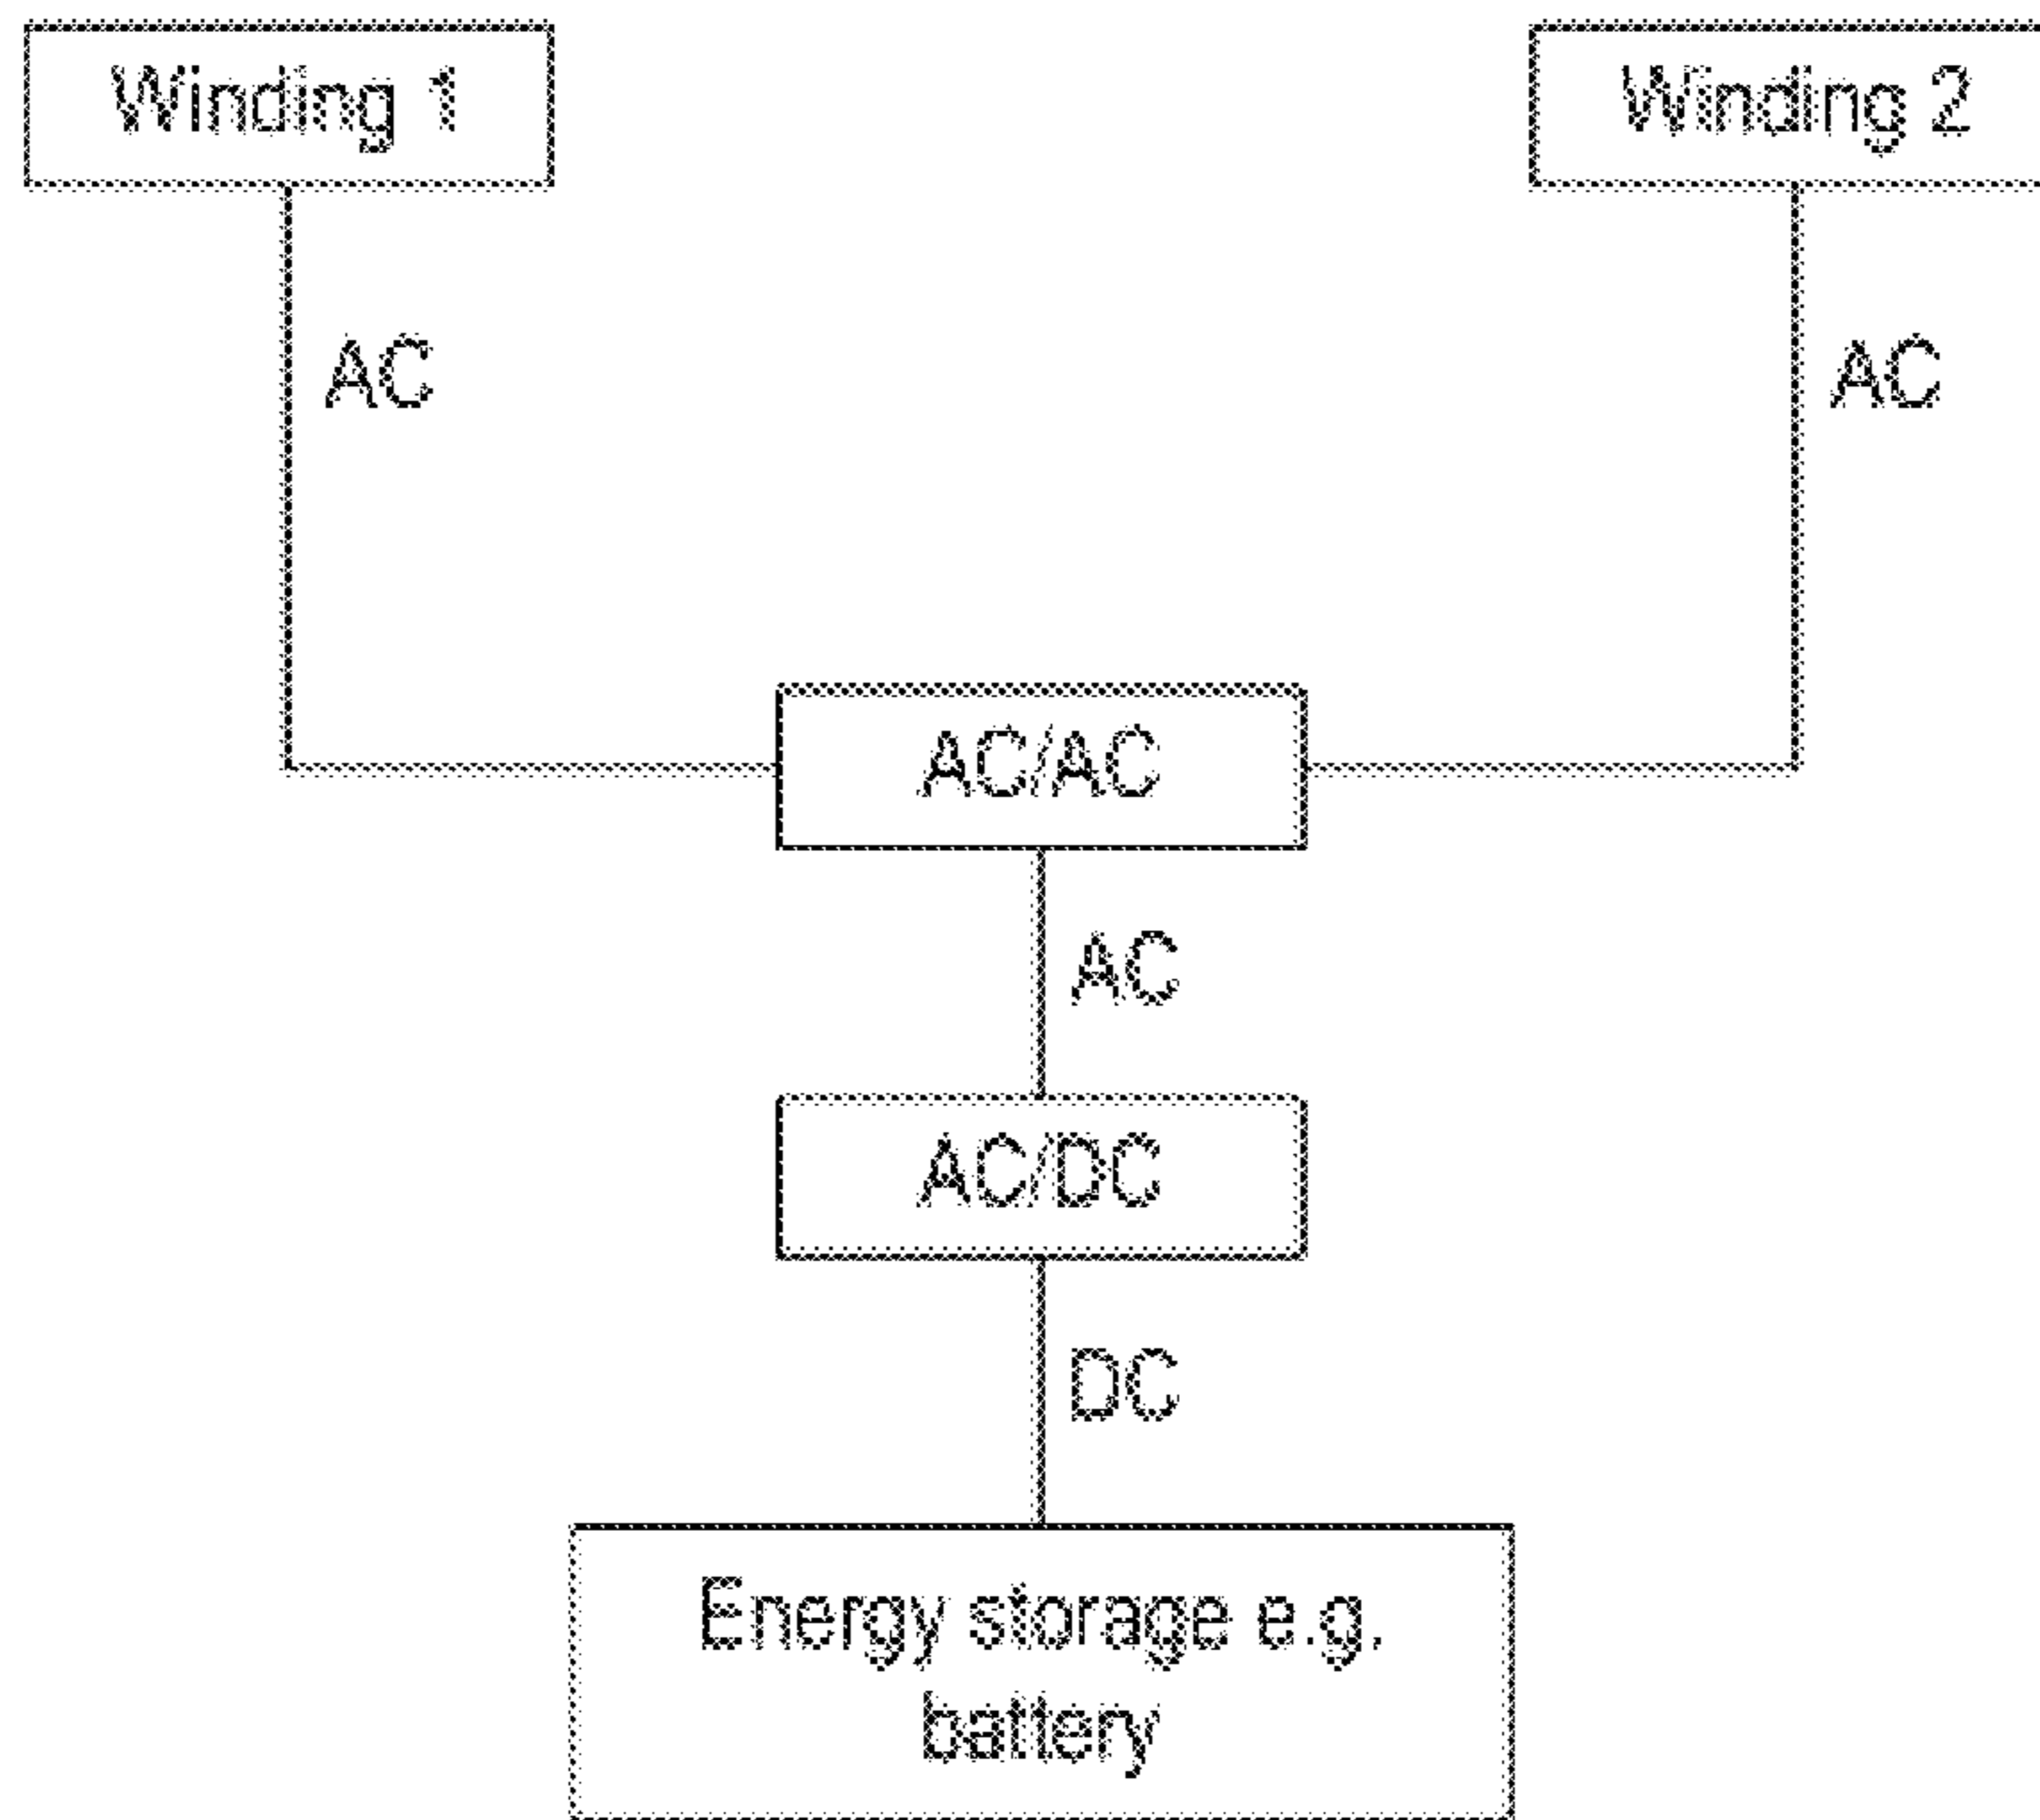 Winding 1
Winding 2
AC
AC
AC/AC
AC
AC/DC
DC
Energy storage e.g.
battery